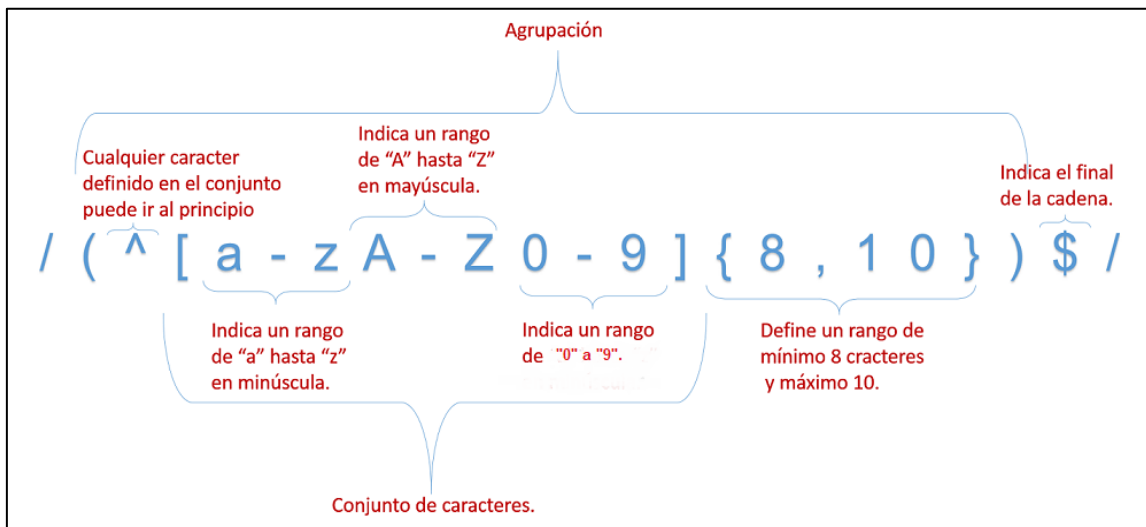 Agrupación
Cualquier caracter
definido en el conjunto
puede ir al principio
Indica un rango
de “A” hasta “Z”
en mayúscula.
Indica el final
de la cadena.
/ ( ^ [ a - z A - Z 0 - 9 ] { 8 , 1 0 } ) $ /
Indica un rango
de “a” hasta “z”
en minúscula.
Indica un rango
de "0" a "9".
Define un rango de
mínimo 8 cracteres
y máximo 10.
Conjunto de caracteres.